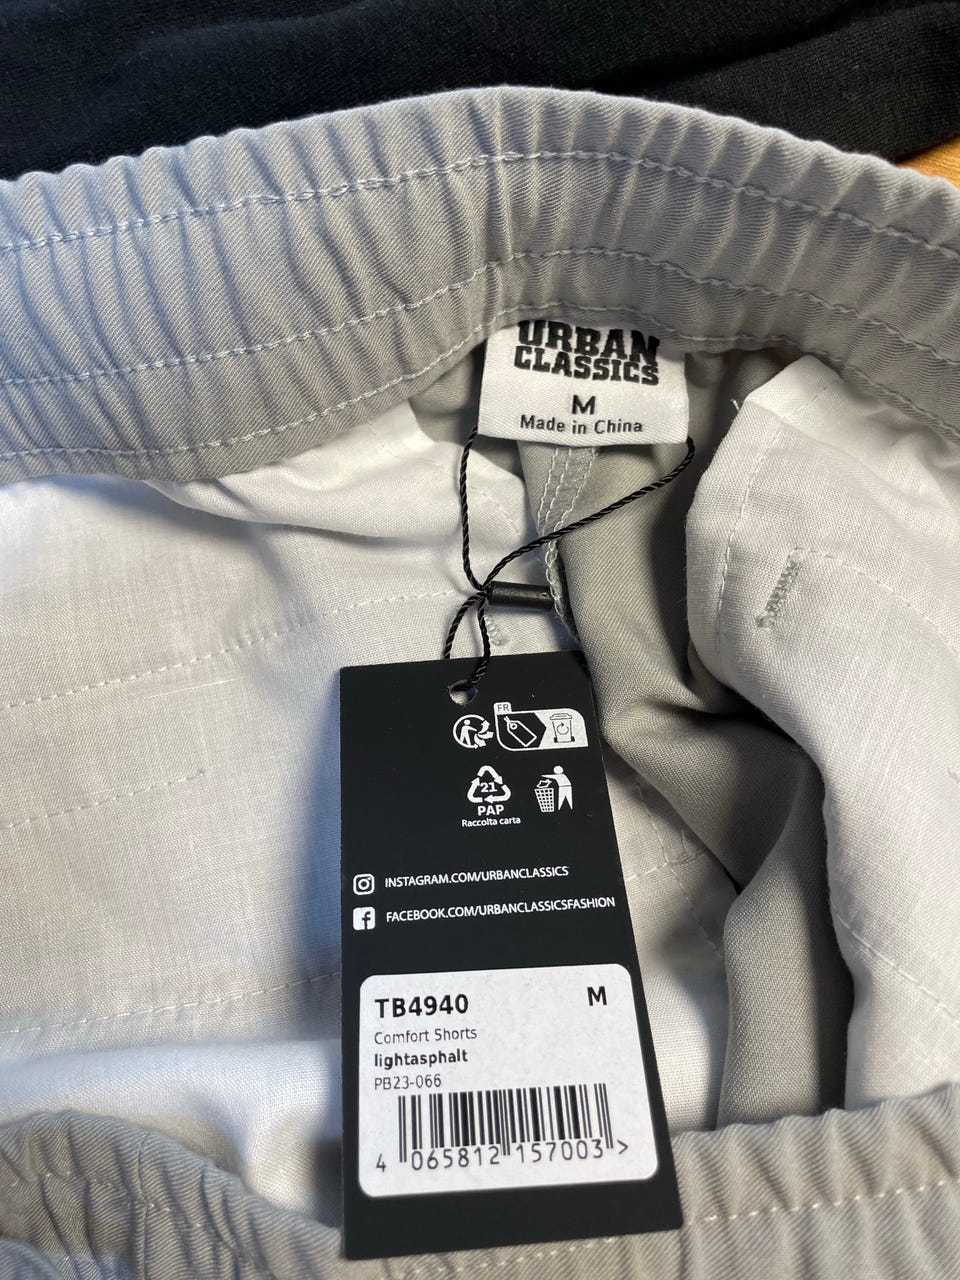 URBAN
CLASSICS
M
Made in China
FR
21
PAP
Raccolta carta
INSTAGRAM.COM/URBANCLASSICS
FACEBOOK.COM/URBANCLASSICSFASHION
TB4940 M
Comfort Shorts
lightasphalt
PB23-066
4 065812 157003 >